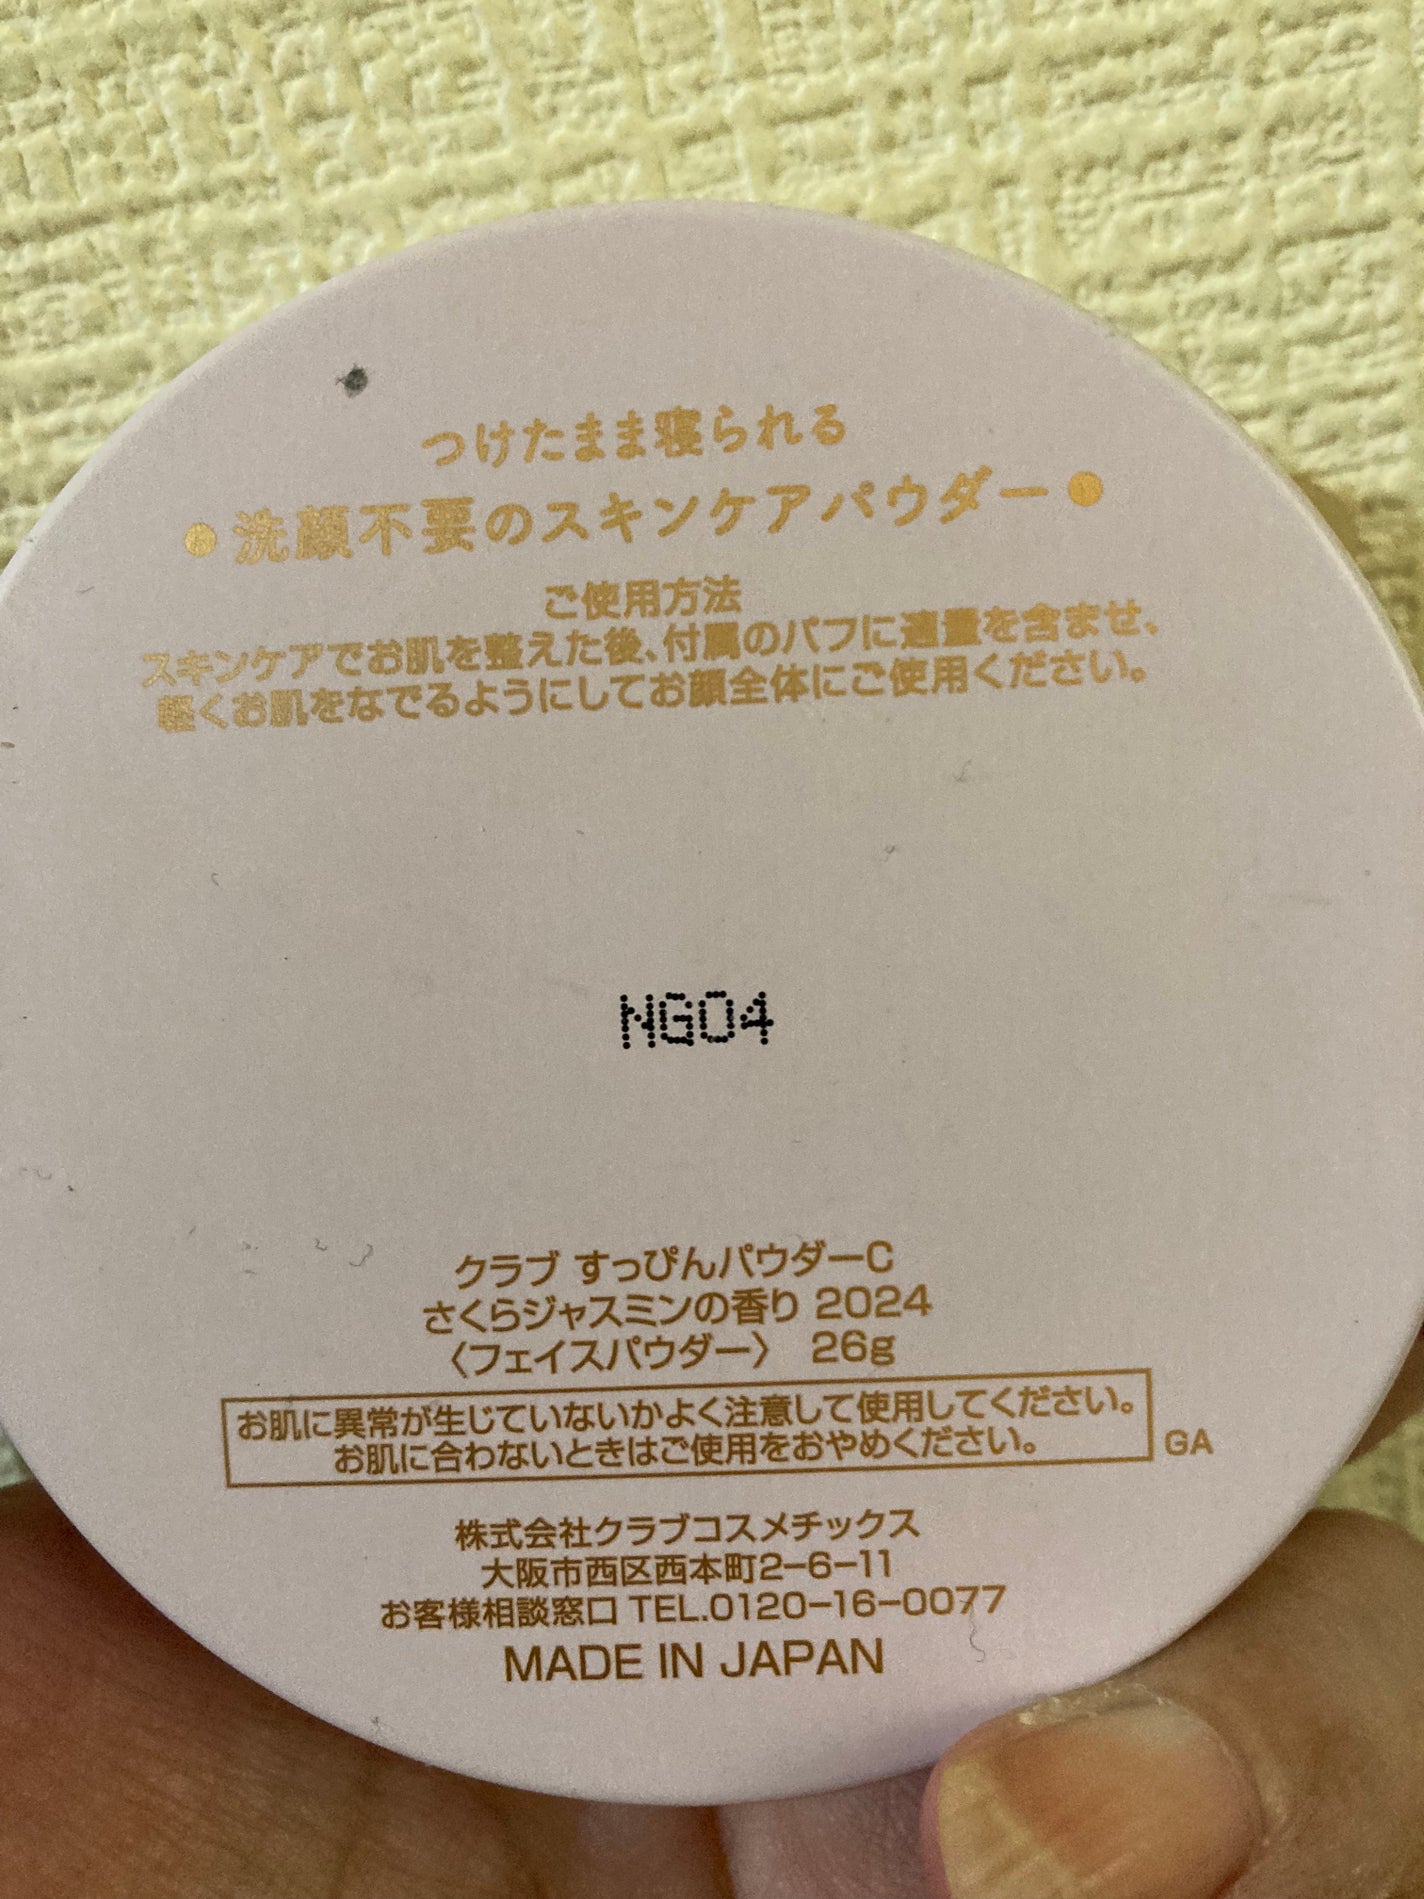 つけたまま寝られる
●洗顔不要のスキンケアパウダー●
ご使用方法
スキンケアでお肌を整えた後、付属のパフに適量を含ませ、
軽くお肌をなでるようにしてお顔全体にご使用ください。
NG04
クラブ すっぴんパウダーC
さくらジャスミンの香り 2024
〈フェイスパウダー〉 26g
お肌に異常が生じていないかよく注意して使用してください。
お肌に合わないときはご使用をおやめください。
GA
株式会社クラブコスメチックス
大阪市西区西本町2-6-11
お客様相談窓口 TEL.0120-16-0077
MADE IN JAPAN